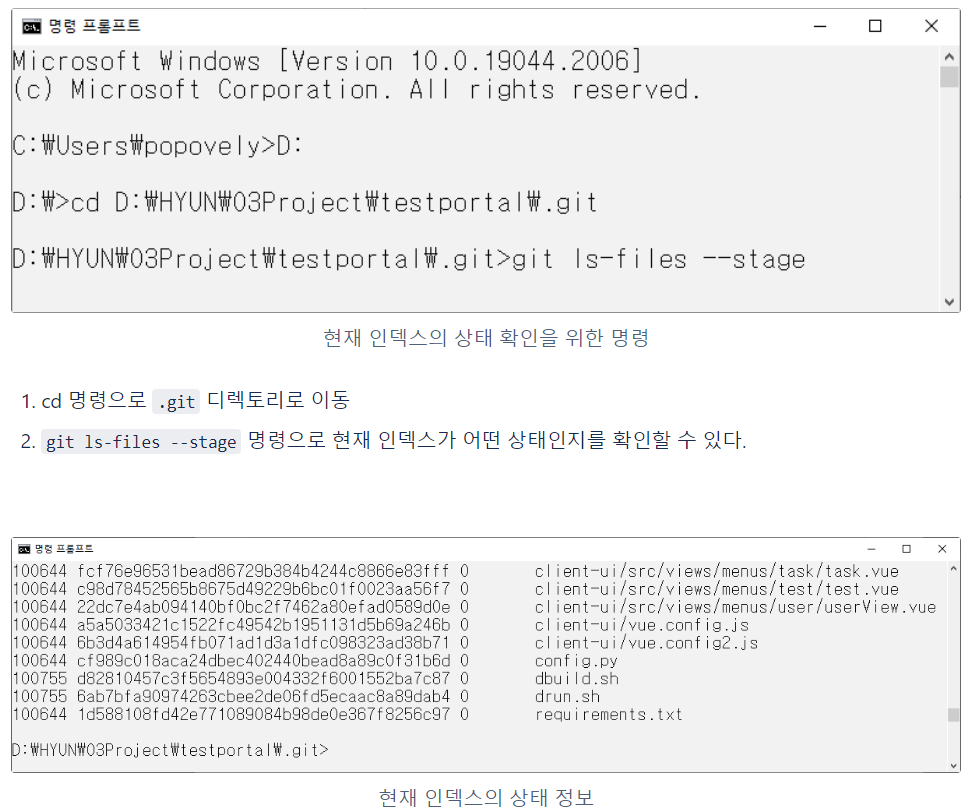 명령 프롬프트
Microsoft Windows [Version 10.0.19044.2006]
(c) Microsoft Corporation. All rights reserved.
C:₩Users₩popovely>D:
D:₩>cd D:₩HYUN₩03Project₩testportal₩.git
D:₩HYUN₩03Project₩testportal₩.git>git ls-files --stage
현재 인덱스의 상태 확인을 위한 명령
1. cd 명령으로 .git 디렉토리로 이동
2. git ls-files --stage 명령으로 현재 인덱스가 어떤 상태인지를 확인할 수 있다.
명령 프롬프트
100644 fcf76e96531bead86729b384b4244c8866e83fff 0 client-ui/src/views/menus/task/task.vue
100644 c98d78452565b8675d49229b6bc01f0023aa56f7 0 client-ui/src/views/menus/test/test.vue
100644 22dc7e4ab094140bf0bc2f7462a80efad0589d0e 0 client-ui/src/views/menus/user/userView.vue
100644 a5a5033421c1522fc49542b1951131d5b69a246b 0 client-ui/vue.config.js
100644 6b3d4a614954fb071ad1d3a1dfc098323ad38b71 0 client-ui/vue.config2.js
100644 cf989c018aca24dbec402440bead8a89c0f31b6d 0 config.py
100755 d82810457c3f5654893e004332f6001552ba7c87 0 dbuild.sh
100755 6ab7bfa90974263cbee2de06fd5ecaac8a89dab4 0 drun.sh
100644 1d588108fd42e771089084b98de0e367f8256c97 0 requirements.txt
D:₩HYUN₩03Project₩testportal₩.git>
현재 인덱스의 상태 정보